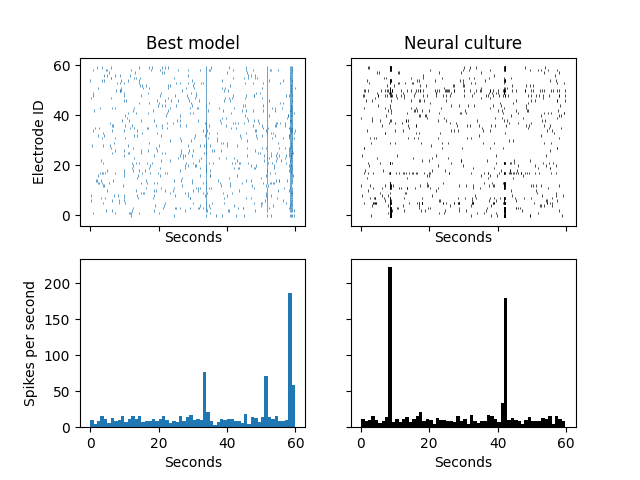 Best model
Neural culture
Electrode ID
60
40
20
0
Seconds
Seconds
Spikes per second
200
150
100
50
0
0 20 40 60
0 20 40 60
Seconds
Seconds